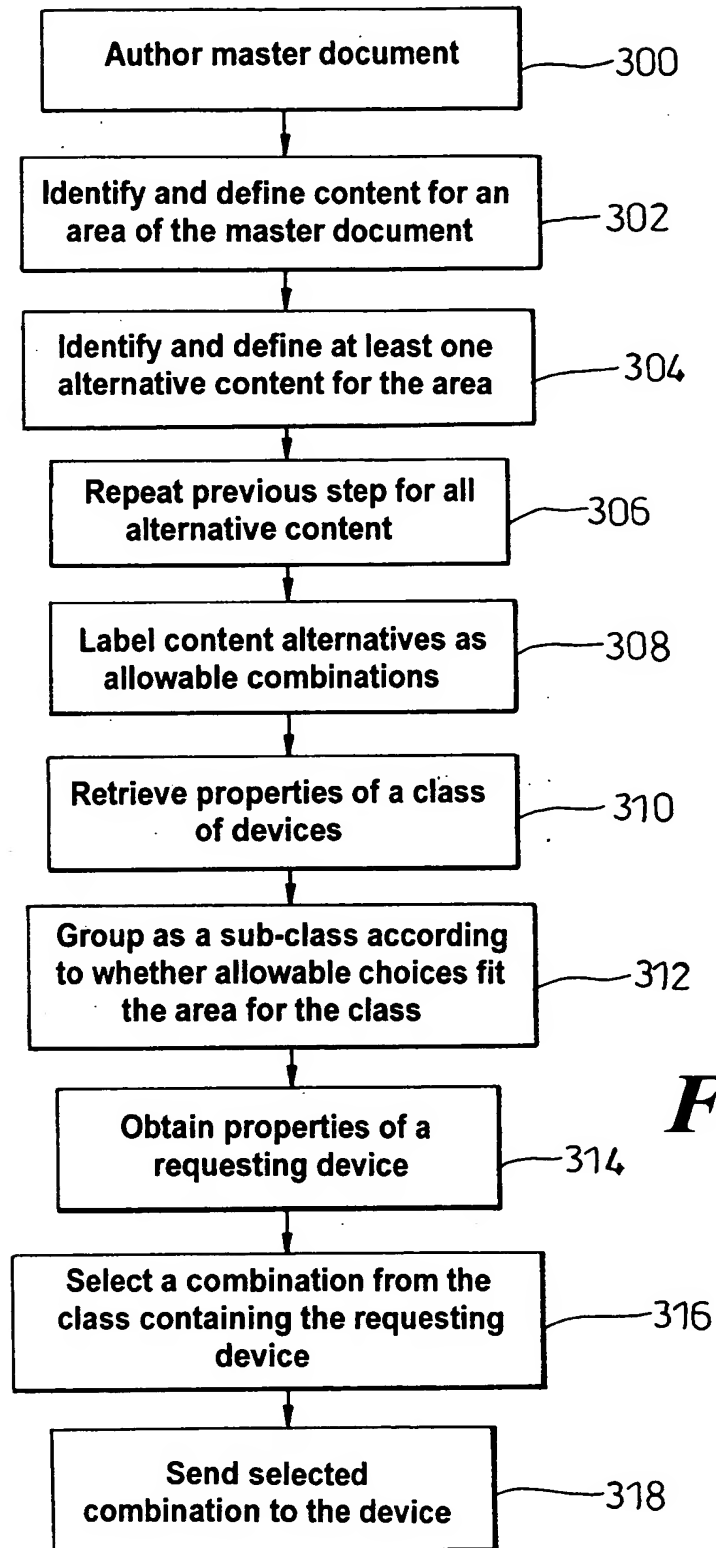 Author master document
300
Identify and define content for an
area of the master document
302
Identify and define at least one
alternative content for the area
304
Repeat previous step for all
alternative content
306
Label content alternatives as
allowable combinations
308
Retrieve properties of a class
of devices
310
Group as a sub-class according
to whether allowable choices fit
the area for the class
312
F
Obtain properties of a
requesting device
314
Select a combination from the
class containing the requesting
device
316
Send selected
combination to the device
318